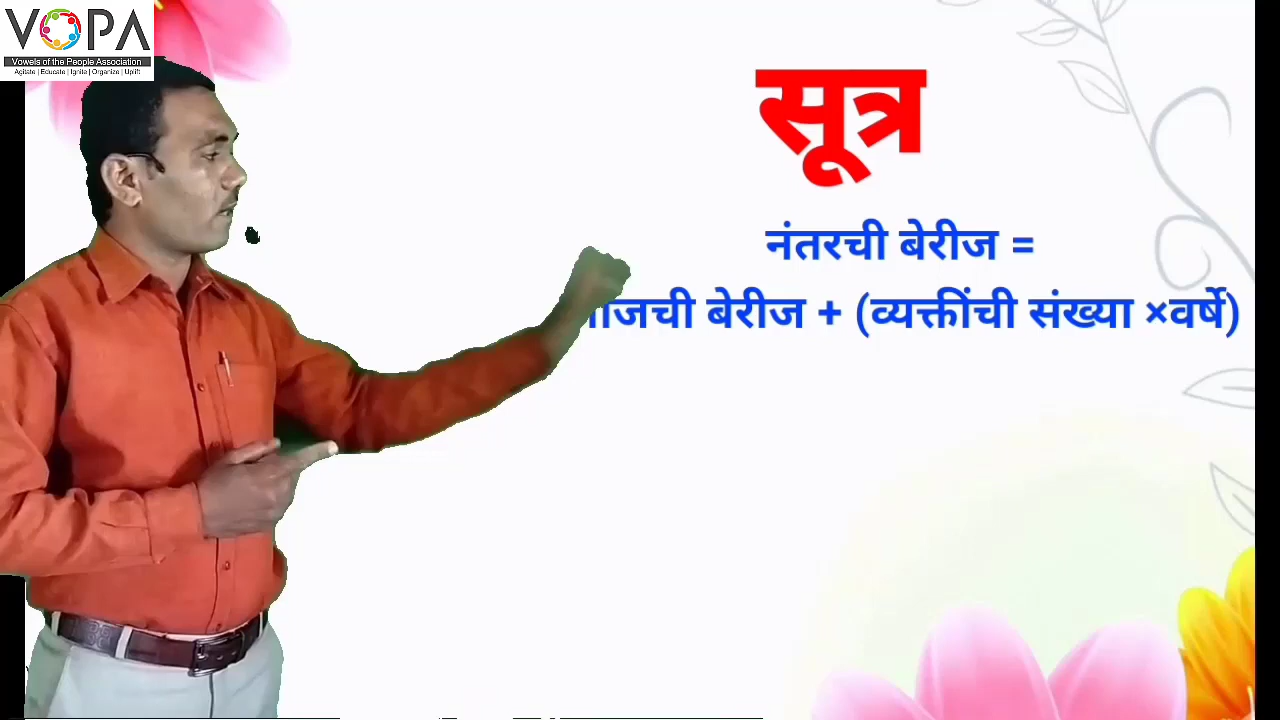 VOPA
Vowels of the People Association
Agitate | Educate | Ignite | Organize | Uplift
सूत्र
नंतरची बेरीज =
बेरीज + (व्यक्तींची संख्या ×वर्षे)